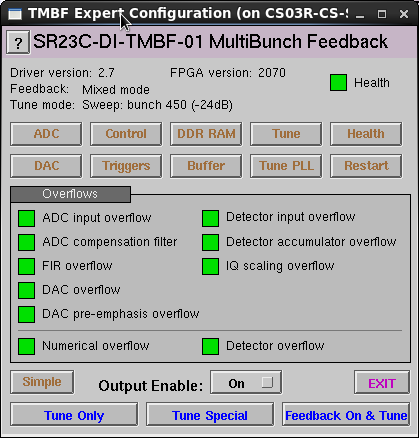 TMBF Expert Configuration (on CS03R-CS-S
? SR23C-DI-TMBF-01 MultiBunch Feedback
Driver version: 2.7 FPGA version: 2070
Feedback: Mixed mode
Health
Tune mode: Sweep: bunch 450 (-24dB)
ADC Control DDR RAM Tune Health
DAC Triggers Buffer Tune PLL Restart
Overflows
ADC input overflow Detector input overflow
ADC compensation filter Detector accumulator overflow
FIR overflow IQ scaling overflow
DAC overflow
DAC pre-emphasis overflow
Numerical overflow Detector overflow
Simple Output Enable: On EXIT
Tune Only Tune Special Feedback On & Tune